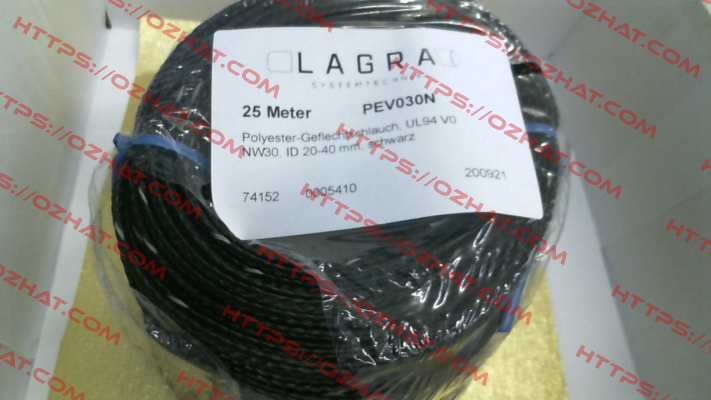 LAGRA
SYSTEMTECHNIK
25 Meter PEV030N
Polyester-Geflechtschlauch, UL94 V0
NW30, ID 20-40 mm, schwarz
74152 0005410 200921
HTTPS://OZHAT.COM